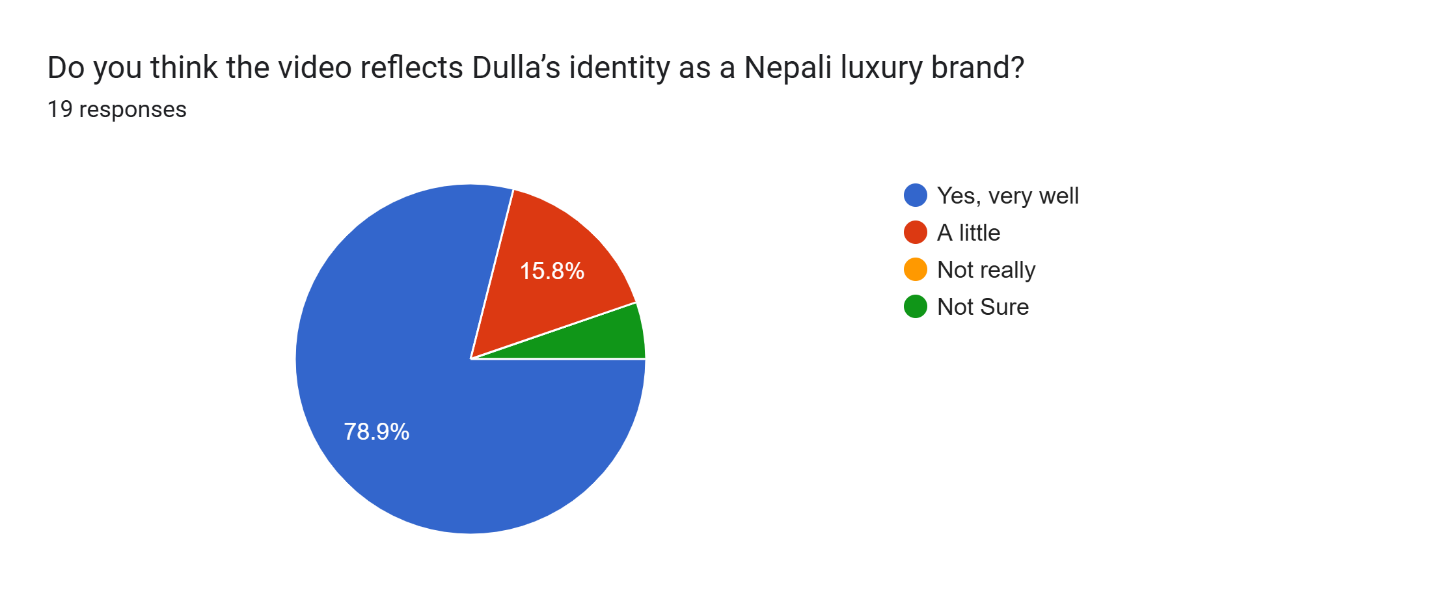 Do you think the video reflects Dulla’s identity as a Nepali luxury brand?
19 responses
Yes, very well
A little
Not really
Not Sure
15.8%
78.9%